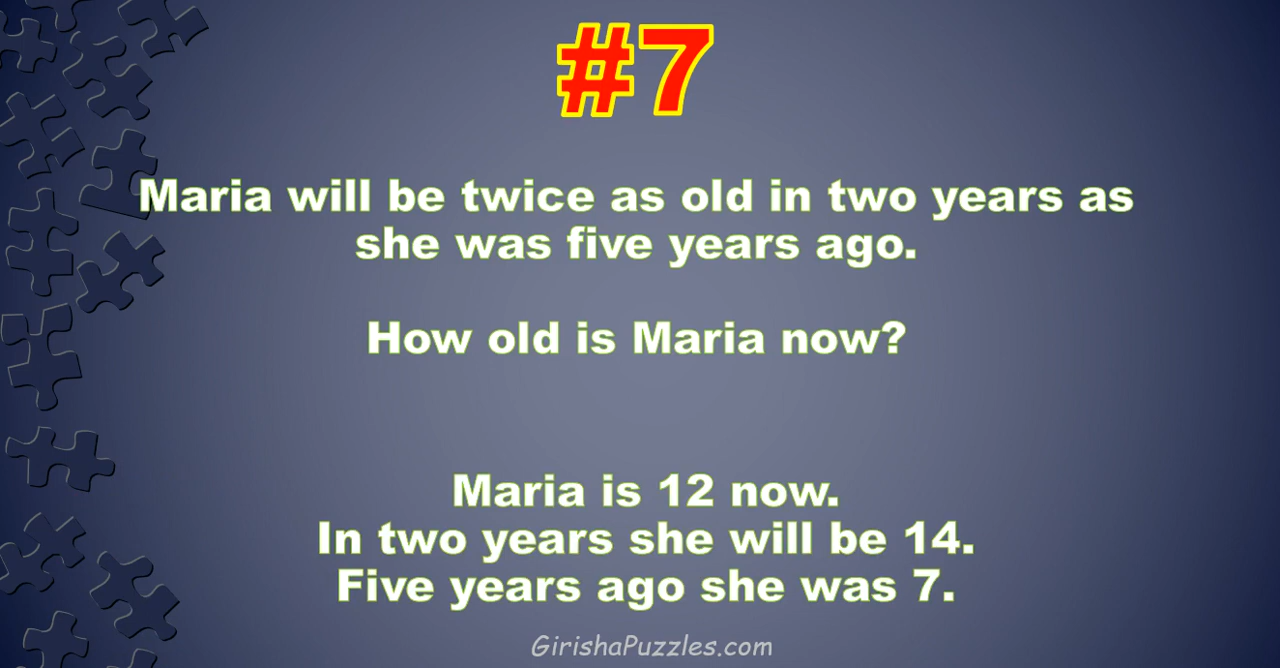 #7
Maria will be twice as old in two years as
she was five years ago.
How old is Maria now?
Maria is 12 now.
In two years she will be 14.
Five years ago she was 7.
GirishaPuzzles.com